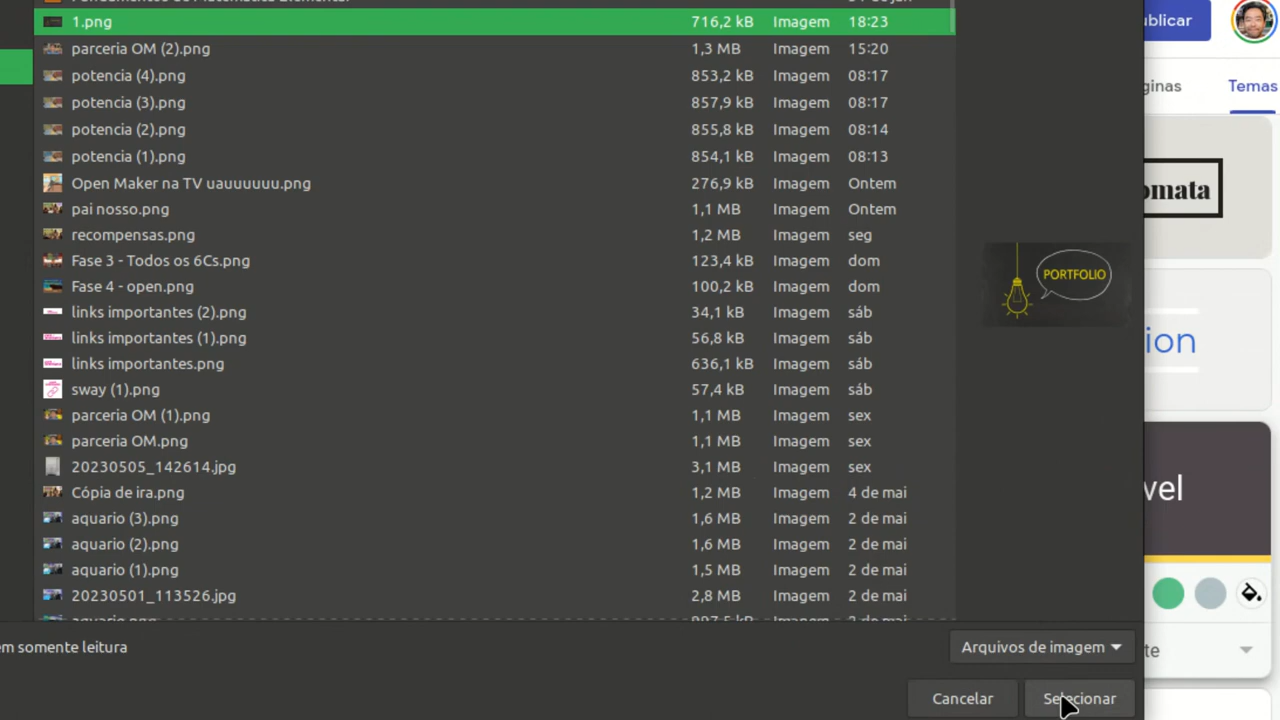 1.png 716,2 kB Imagem 18:23
parceria OM (2).png 1,3 MB Imagem 15:20
potencia (4).png 853,2 kB Imagem 08:17
potencia (3).png 857,9 kB Imagem 08:17
potencia (2).png 855,8 kB Imagem 08:14
potencia (1).png 854,1 kB Imagem 08:13
Open Maker na TV uauuuuuu.png 276,9 kB Imagem Ontem
pai nosso.png 1,1 MB Imagem Ontem
recompensas.png 1,2 MB Imagem seg
Fase 3 - Todos os 6Cs.png 123,4 kB Imagem dom
Fase 4 - open.png 100,2 kB Imagem dom
links importantes (2).png 34,1 kB Imagem sáb
links importantes (1).png 56,8 kB Imagem sáb
links importantes.png 636,1 kB Imagem sáb
sway (1).png 57,4 kB Imagem sáb
parceria OM (1).png 1,1 MB Imagem sex
parceria OM.png 1,1 MB Imagem sex
20230505_142614.jpg 3,1 MB Imagem sex
Cópia de ira.png 1,2 MB Imagem 4 de mai
aquario (3).png 1,6 MB Imagem 2 de mai
aquario (2).png 1,6 MB Imagem 2 de mai
aquario (1).png 1,5 MB Imagem 2 de mai
20230501_113526.jpg 2,8 MB Imagem 2 de mai
em somente leitura
Arquivos de imagem
Cancelar Selecionar
PORTFOLIO
ublicar
ginas Temas
omata
ion
vel
te